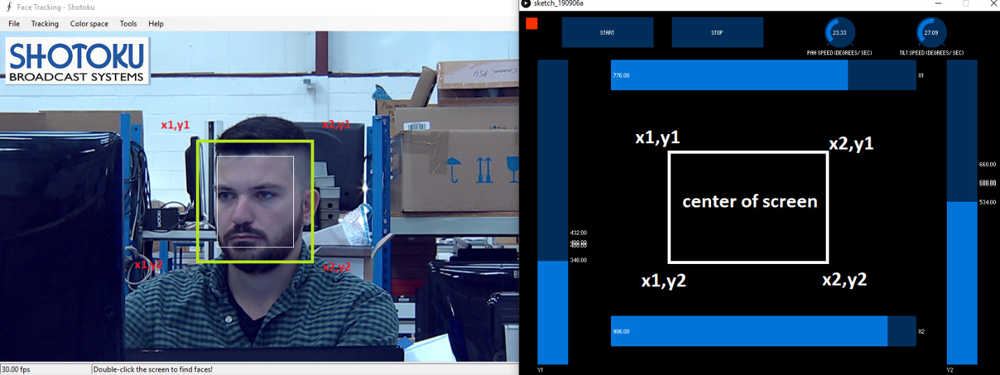 Face Tracking - Shotoku
File Tracking Color space Tools Help
SHOTOKU
BROADCAST SYSTEMS
x1,y1
x2,y1
x1,y2
x2,y2
30.00 fps
Double-click the screen to find faces!
sketch_190906a
START
STOP
23.33
27.09
PAN SPEED (DEGREES/ SEC)
TILT SPEED (DEGREES/ SEC)
776.00
X1
x1,y1
x2,y1
center of screen
660.00
534.00
432.00
340.00
x1,y2
x2,y2
906.00
X2
Y1
Y2